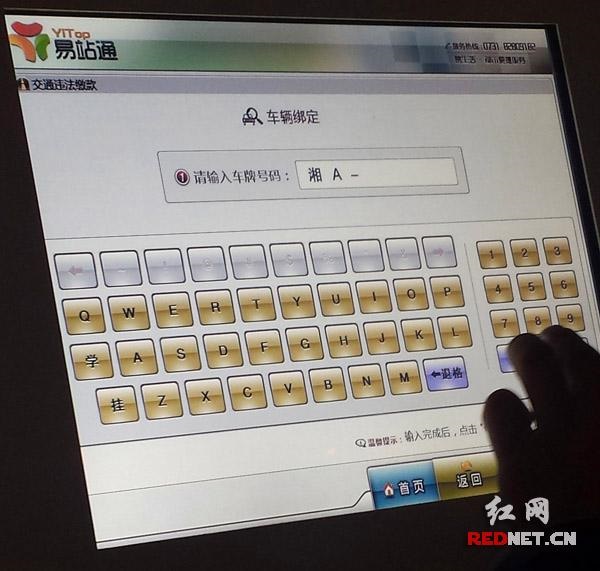 YiTop
易站通
服务热线：(0731) 82809182
交通违法缴款
车辆绑定
1 请输入车牌号码： 湘 A -
Q W E R T Y U I O P 1 2 3
学 A S D F G H J K L 4 5 6
挂 Z X C V B N M 退格 7 8 9
温馨提示：输入完成后，点击"
首页 返回
红网
REDNET.CN